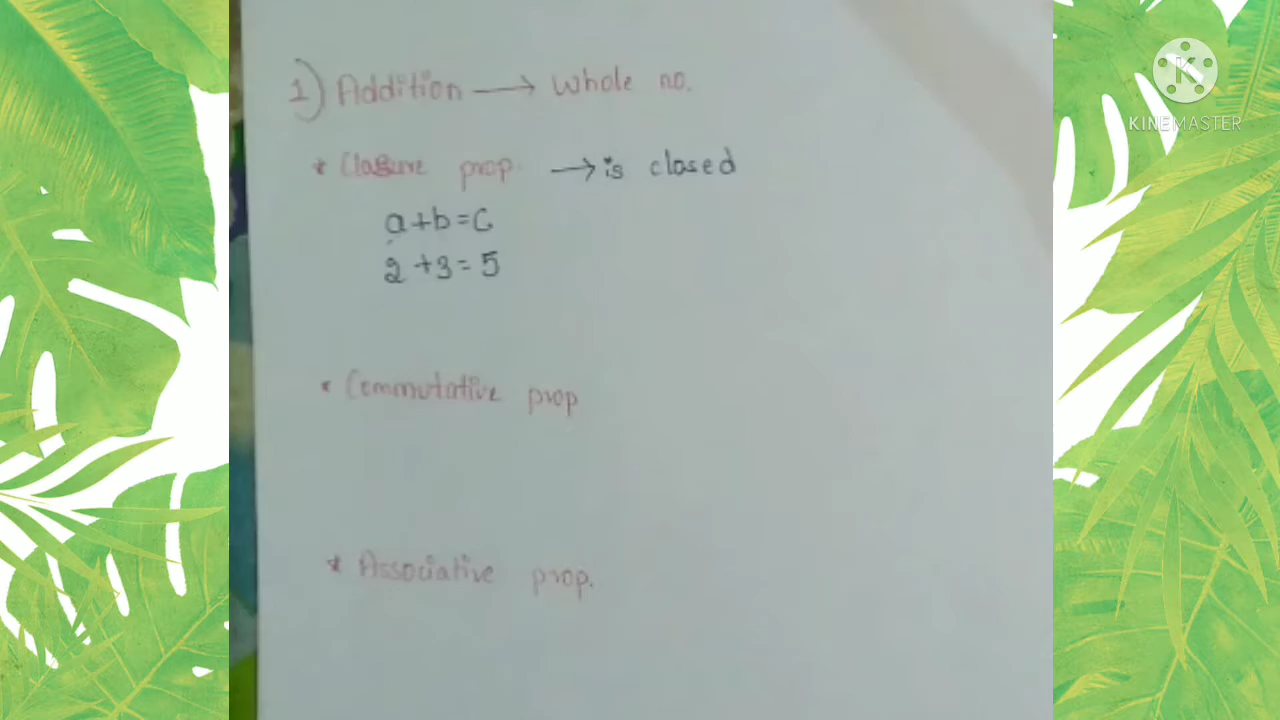 1) Addition → Whole no.
* Closure prop. → is closed
a+b=C
2+3=5
* Commutative prop
* Associative prop.
KINEMASTER